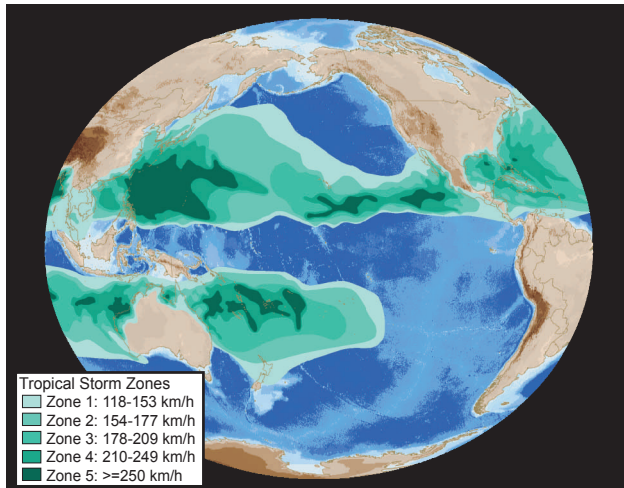 Tropical Storm Zones
Zone 1: 118-153 km/h
Zone 2: 154-177 km/h
Zone 3: 178-209 km/h
Zone 4: 210-249 km/h
Zone 5: >=250 km/h